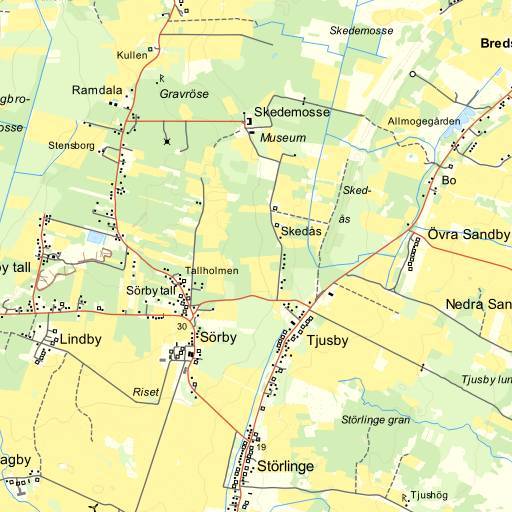 Skedemosse
Kullen
Breds
Ramdala
Gravröse
gbro-
Skedemosse
Allmogegården
osse
Museum
Stensborg
Bo
Sked-
ås
Skedås
Övra Sandby
Tallholmen
by tall
Sörby tall
Nedra San
30
Lindby
Sörby
Tjusby
Tjusby lun
Riset
Störlinge gran
19
agby
Störlinge
Tjushög
R
R